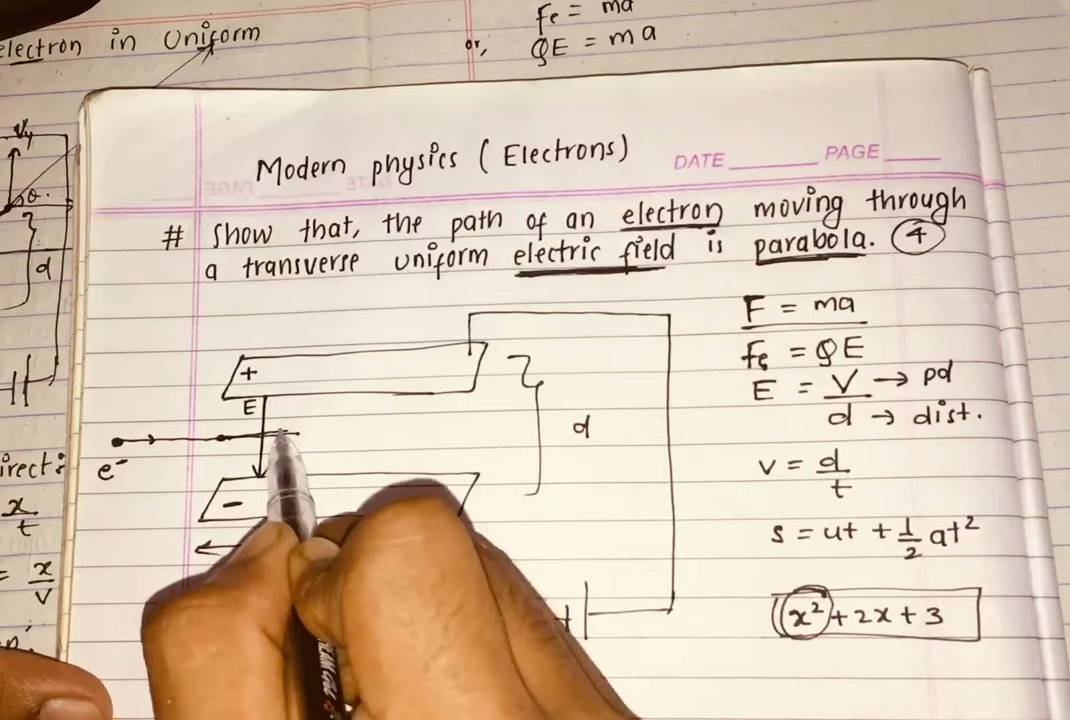 electron in Uniform
Fe = ma
or, QE = ma
Vy
θ
d
x
t
= x
v
DATE PAGE
Modern physics ( Electrons)
# Show that, the path of an electron moving through
a transverse uniform electric field is parabola. 4
+
E
e-
-
d
F = ma
Fe = QE
E = V → pd
d → dist.
v = d
t
s = ut + 1/2 at²
x² + 2x + 3